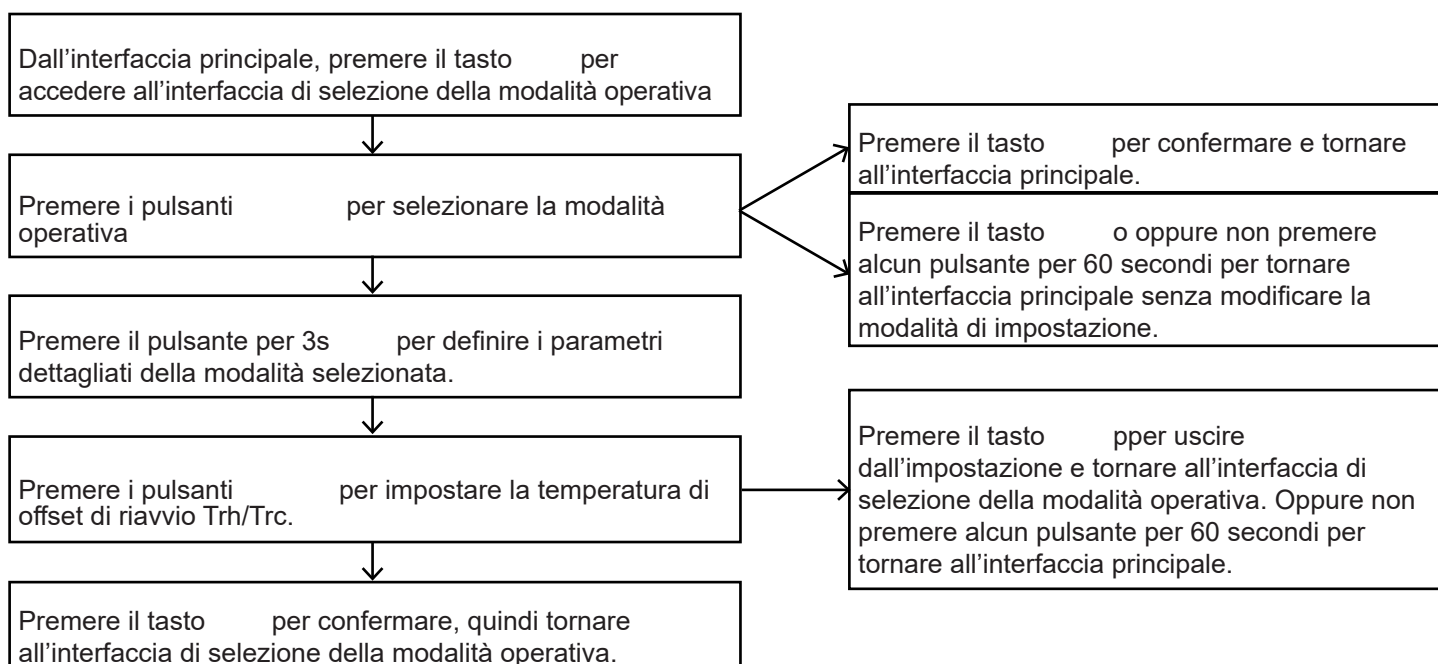 Dall'interfaccia principale, premere il tasto per
accedere all'interfaccia di selezione della modalità operativa
Premere i pulsanti per selezionare la modalità
operativa
Premere il tasto per confermare e tornare
all'interfaccia principale.
Premere il tasto o oppure non premere
alcun pulsante per 60 secondi per tornare
all'interfaccia principale senza modificare la
modalità di impostazione.
Premere il pulsante per 3s per definire i parametri
dettagliati della modalità selezionata.
Premere i pulsanti per impostare la temperatura di
offset di riavvio Trh/Trc.
Premere il tasto pper uscire
dall'impostazione e tornare all'interfaccia di
selezione della modalità operativa. Oppure non
premere alcun pulsante per 60 secondi per
tornare all'interfaccia principale.
Premere il tasto per confermare, quindi tornare
all'interfaccia di selezione della modalità operativa.